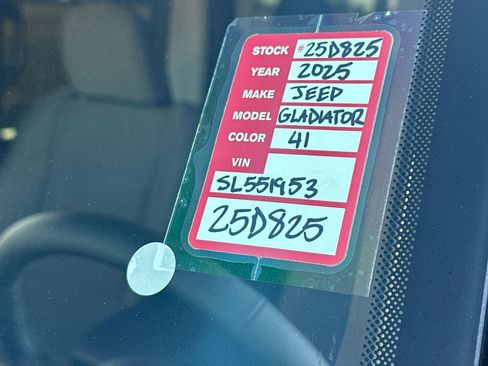 STOCK #25D825
YEAR 2025
MAKE JEEP
MODEL GLADIATOR
COLOR 41
VIN
SL551953
25D825